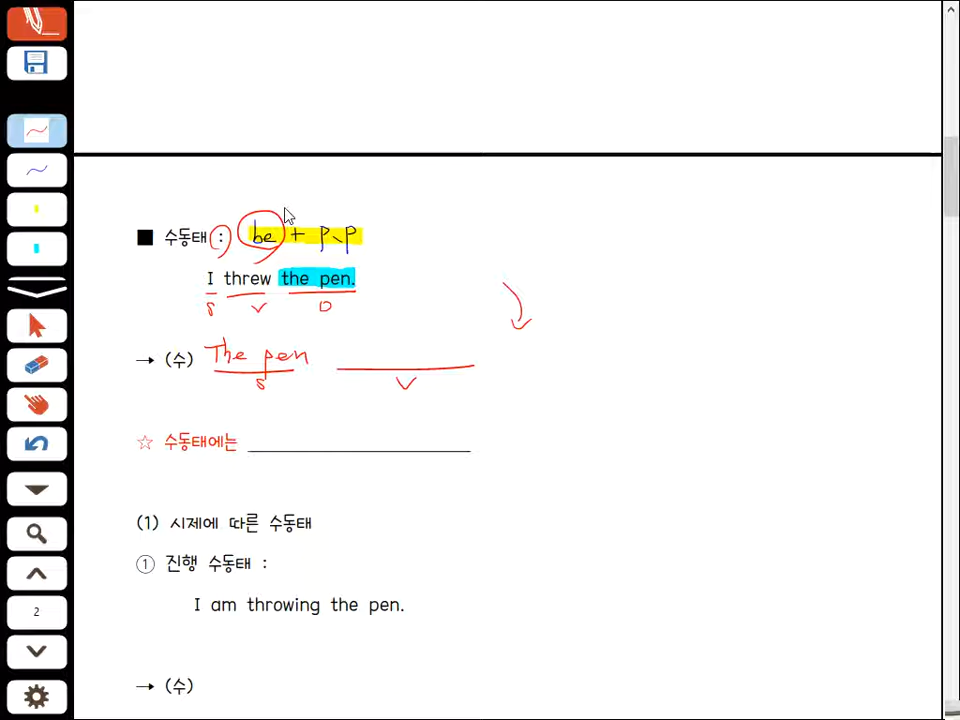 ■ 수동태 : be + p.p
I threw the pen.
S V O
→ (수) The pen
S V
☆ 수동태에는
(1) 시제에 따른 수동태
① 진행 수동태 :
I am throwing the pen.
2
→ (수)